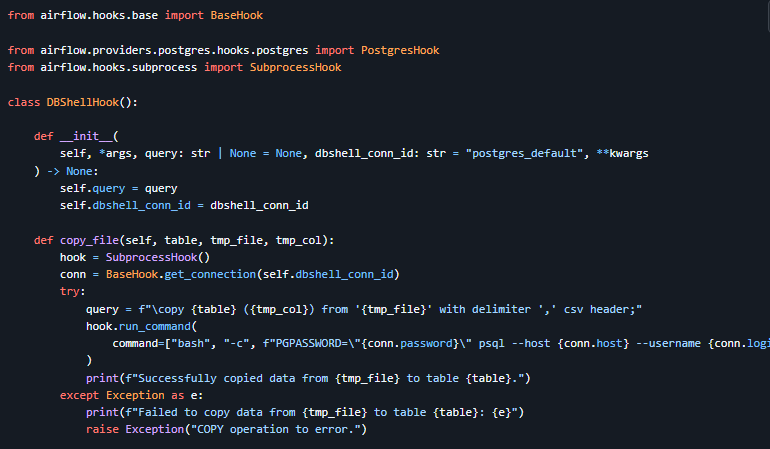 from airflow.hooks.base import BaseHook
from airflow.providers.postgres.hooks.postgres import PostgresHook
from airflow.hooks.subprocess import SubprocessHook
class DBShellHook():
def __init__(
self, *args, query: str | None = None, dbshell_conn_id: str = "postgres_default", **kwargs
) -> None:
self.query = query
self.dbshell_conn_id = dbshell_conn_id
def copy_file(self, table, tmp_file, tmp_col):
hook = SubprocessHook()
conn = BaseHook.get_connection(self.dbshell_conn_id)
try:
query = f"\copy {table} ({tmp_col}) from '{tmp_file}' with delimiter ',' csv header;"
hook.run_command(
command=["bash", "-c", f"PGPASSWORD=\"{conn.password}\" psql --host {conn.host} --username {conn.logi
)
print(f"Successfully copied data from {tmp_file} to table {table}.")
except Exception as e:
print(f"Failed to copy data from {tmp_file} to table {table}: {e}")
raise Exception("COPY operation to error.")